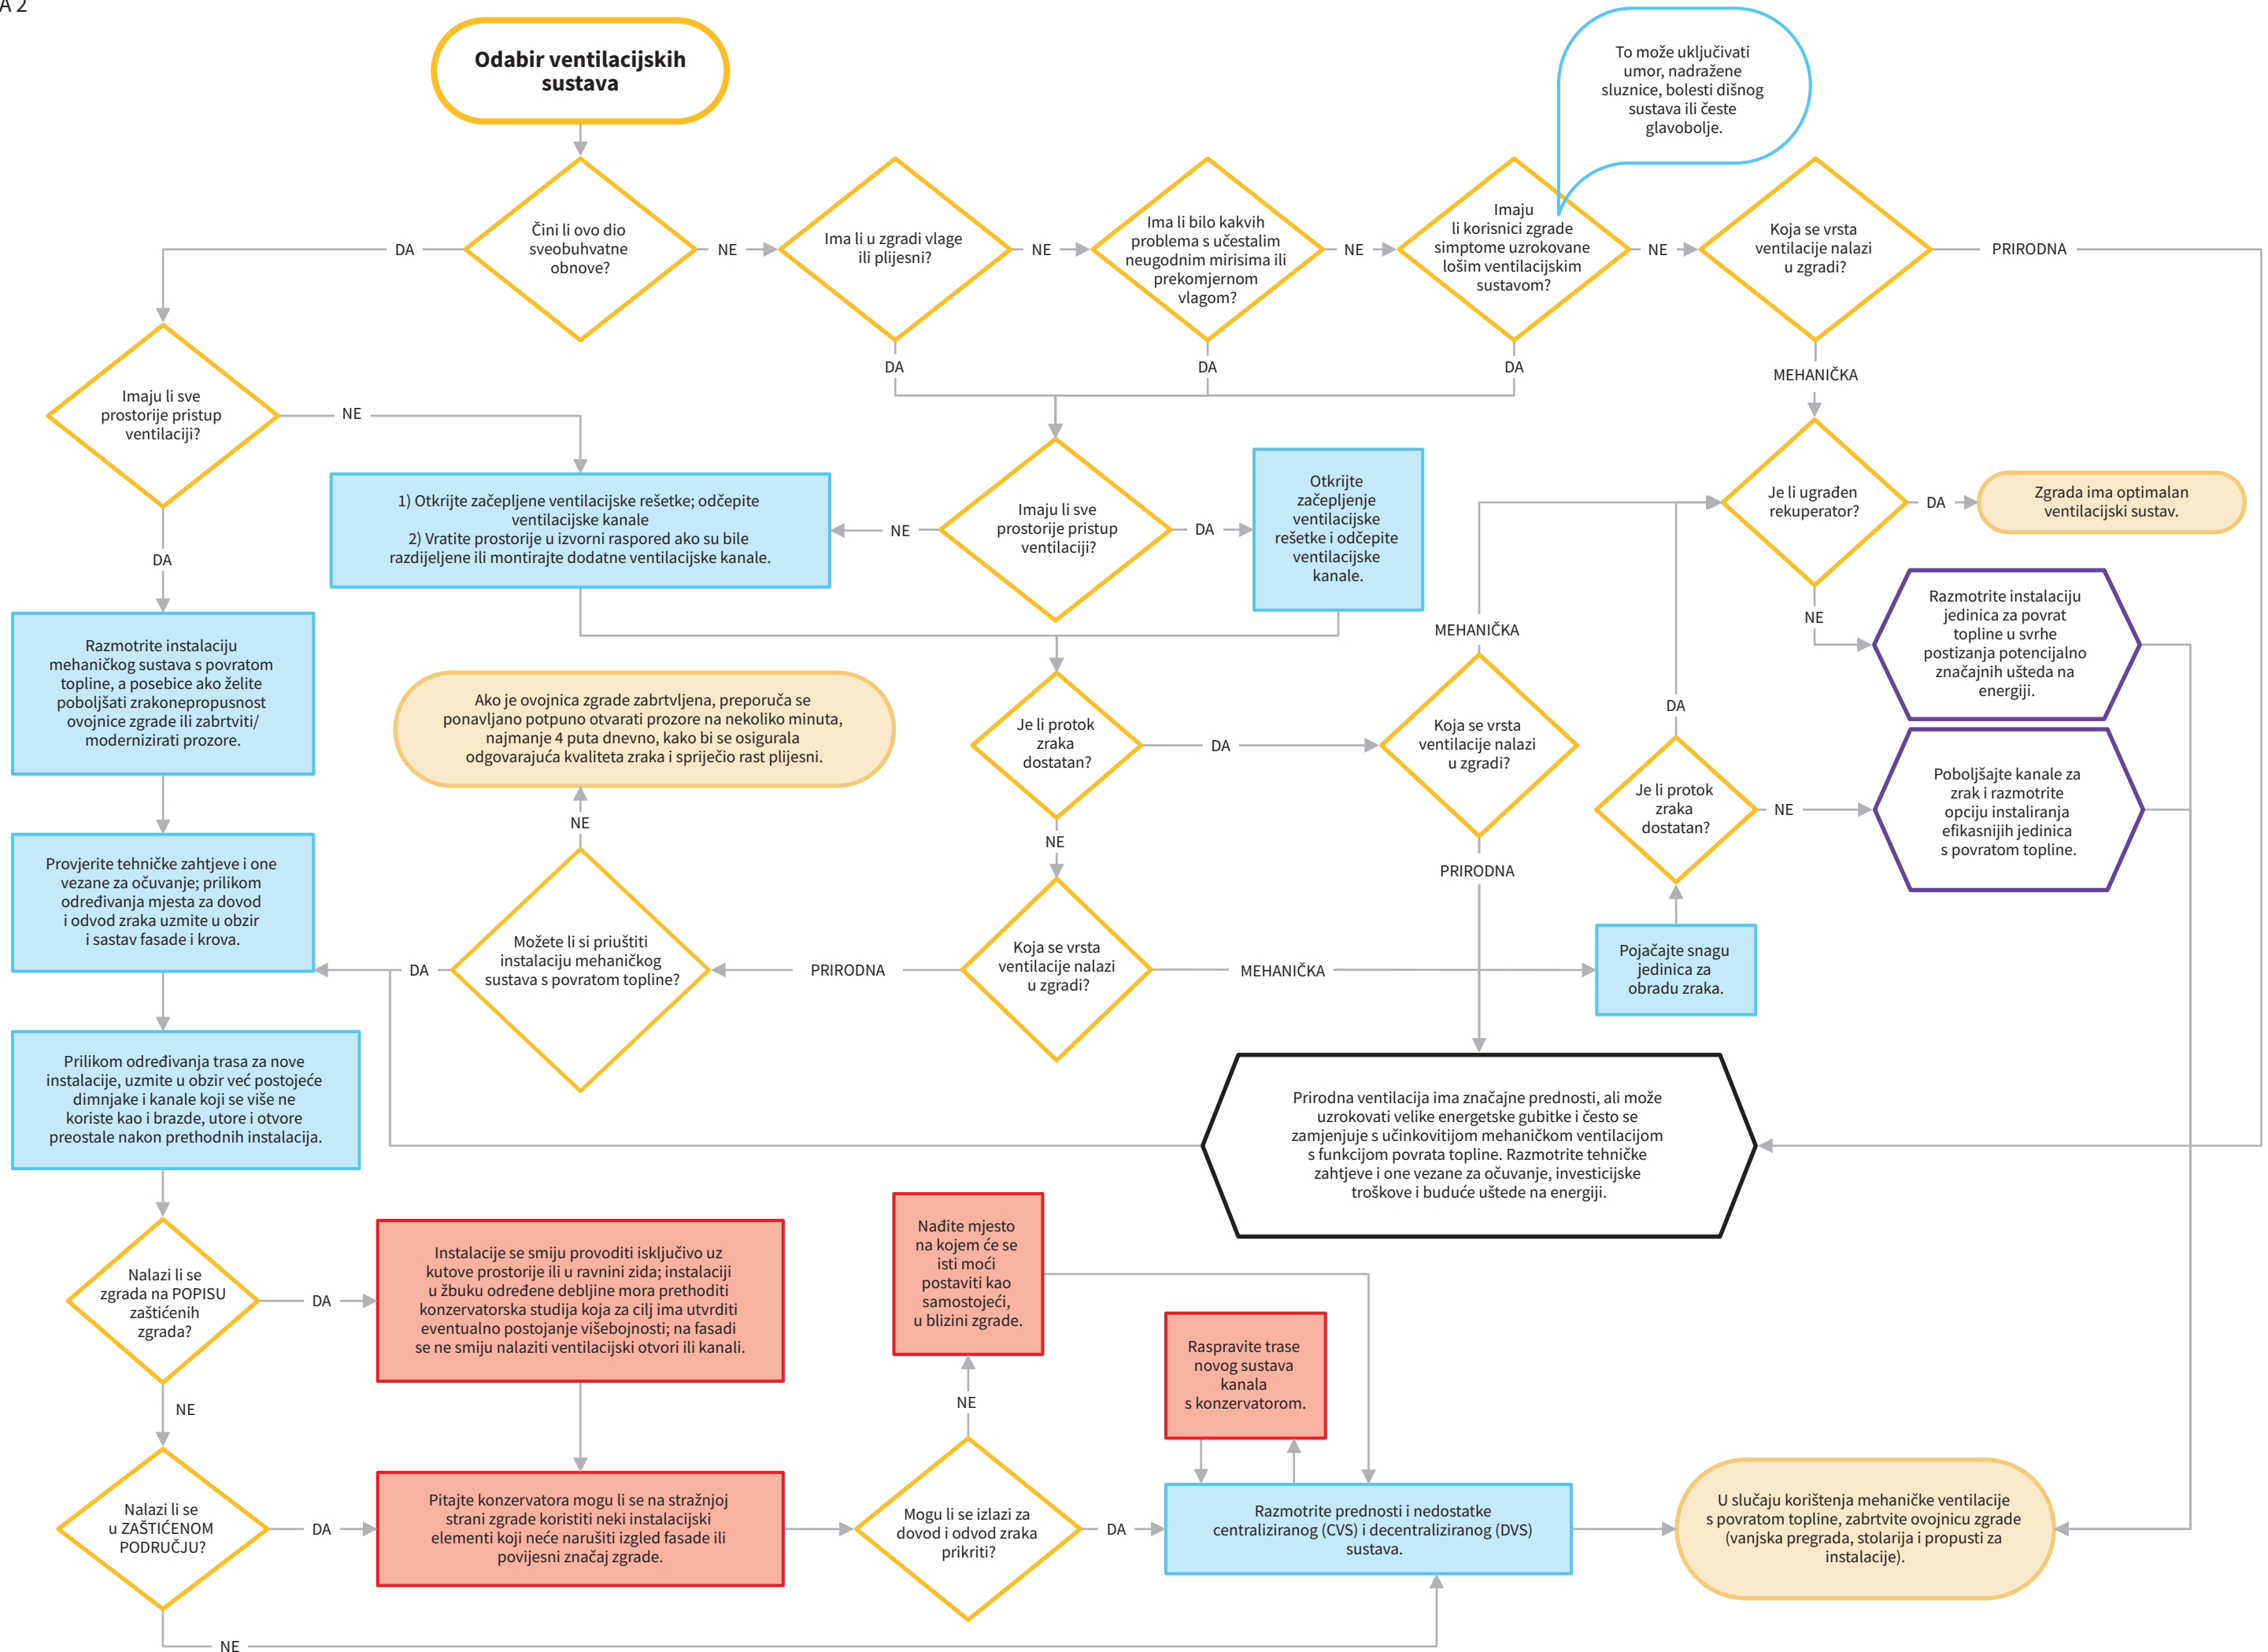 A 2
Odabir ventilacijskih
sustava
To može uključivati
umor, nadražene
sluznice, bolesti dišnog
sustava ili česte
glavobolje.
Čini li ovo dio
sveobuhvatne
obnove?
DA
NE
Ima li u zgradi vlage
ili plijesni?
NE
DA
Ima li bilo kakvih
problema s učestalim
neugodnim mirisima ili
prekomjernom
vlagom?
NE
DA
Imaju
li korisnici zgrade
simptome uzrokovane
lošim ventilacijskim
sustavom?
NE
DA
Koja se vrsta
ventilacije nalazi
u zgradi?
PRIRODNA
MEHANIČKA
Imaju li sve
prostorije pristup
ventilaciji?
NE
DA
1) Otkrijte začepljene ventilacijske rešetke; odčepite
ventilacijske kanale
2) Vratite prostorije u izvorni raspored ako su bile
razdijeljene ili montirajte dodatne ventilacijske kanale.
NE
Imaju li sve
prostorije pristup
ventilaciji?
DA
Otkrijte
začepljenje
ventilacijske
rešetke i odčepite
ventilacijske
kanale.
Je li ugrađen
rekuperator?
DA
NE
Zgrada ima optimalan
ventilacijski sustav.
Razmotrite instalaciju
jedinica za povrat
topline u svrhe
postizanja potencijalno
značajnih ušteda na
energiji.
Razmotrite instalaciju
mehaničkog sustava s povratom
topline, a posebice ako želite
poboljšati zrakonepropusnost
ovojnice zgrade ili zabrtviti/
modernizirati prozore.
Ako je ovojnica zgrade zabrtvljena, preporuča se
ponavljano potpuno otvarati prozore na nekoliko minuta,
najmanje 4 puta dnevno, kako bi se osigurala
odgovarajuća kvaliteta zraka i spriječio rast plijesni.
NE
Je li protok
zraka
dostatan?
DA
NE
MEHANIČKA
Koja se vrsta
ventilacije nalazi
u zgradi?
PRIRODNA
DA
Je li protok
zraka
dostatan?
NE
Poboljšajte kanale za
zrak i razmotrite
opciju instaliranja
efikasnijih jedinica
s povratom topline.
Provjerite tehničke zahtjeve i one
vezane za očuvanje; prilikom
određivanja mjesta za dovod
i odvod zraka uzmite u obzir
i sastav fasade i krova.
DA
Možete li si priuštiti
instalaciju mehaničkog
sustava s povratom topline?
PRIRODNA
Koja se vrsta
ventilacije nalazi
u zgradi?
MEHANIČKA
Pojačajte snagu
jedinica za
obradu zraka.
Prilikom određivanja trasa za nove
instalacije, uzmite u obzir već postojeće
dimnjake i kanale koji se više ne
koriste kao i brazde, utore i otvore
preostale nakon prethodnih instalacija.
Prirodna ventilacija ima značajne prednosti, ali može
uzrokovati velike energetske gubitke i često se
zamjenjuje s učinkovitijom mehaničkom ventilacijom
s funkcijom povrata topline. Razmotrite tehničke
zahtjeve i one vezane za očuvanje, investicijske
troškove i buduće uštede na energiji.
Nalazi li se
zgrada na POPISU
zaštićenih
zgrada?
DA
NE
Instalacije se smiju provoditi isključivo uz
kutove prostorije ili u ravnini zida; instalaciji
u žbuku određene debljine mora prethoditi
konzervatorska studija koja za cilj ima utvrditi
eventualno postojanje višebojnosti; na fasadi
se ne smiju nalaziti ventilacijski otvori ili kanali.
Nađite mjesto
na kojem će se
isti moći
postaviti kao
samostojeći,
u blizini zgrade.
NE
Raspravite trase
novog sustava
kanala
s konzervatorom.
Nalazi li se
u ZAŠTIĆENOM
PODRUČJU?
DA
NE
Pitajte konzervatora mogu li se na stražnjoj
strani zgrade koristiti neki instalacijski
elementi koji neće narušiti izgled fasade ili
povijesni značaj zgrade.
Mogu li se izlazi za
dovod i odvod zraka
prikriti?
DA
Razmotrite prednosti i nedostatke
centraliziranog (CVS) i decentraliziranog (DVS)
sustava.
U slučaju korištenja mehaničke ventilacije
s povratom topline, zabrtvite ovojnicu zgrade
(vanjska pregrada, stolarija i propusti za
instalacije).